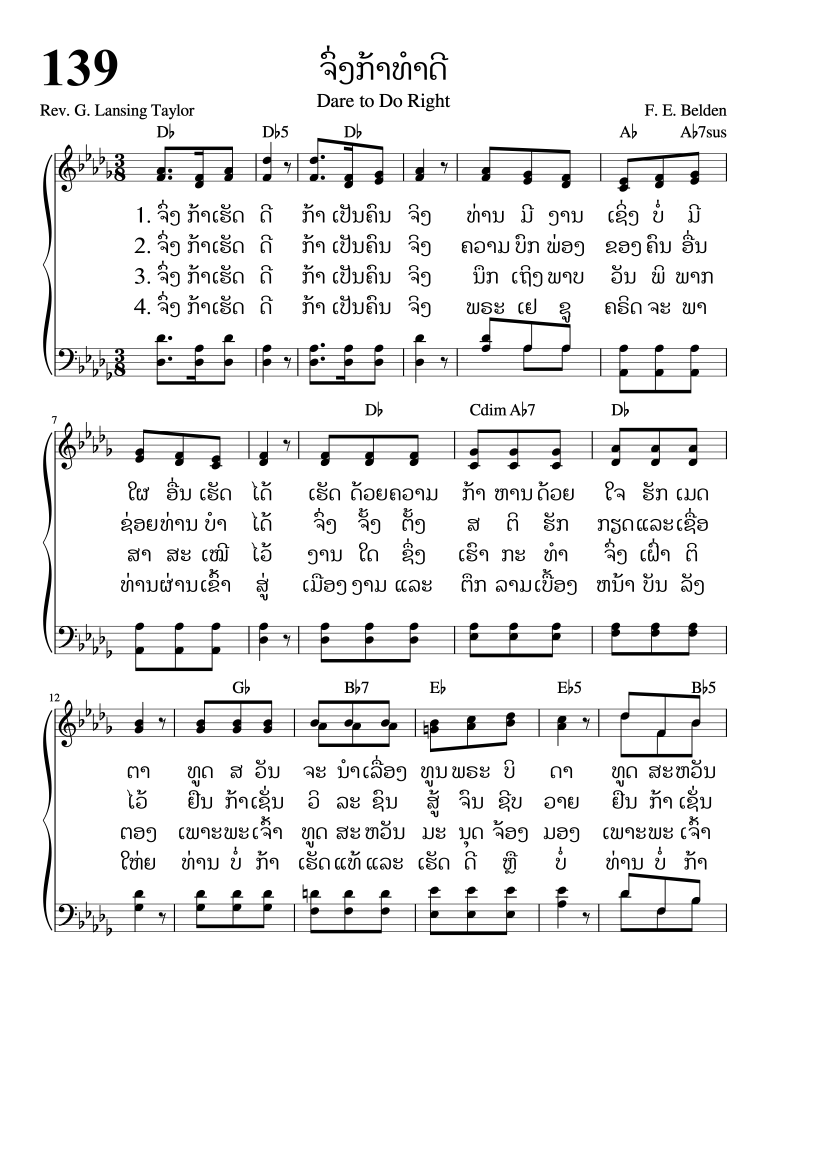 139
ຈົ່ງກ້າທຳດີ
Dare to Do Right
Rev. G. Lansing Taylor
F. E. Belden
D♭ D♭5 D♭ A♭ A♭7sus
1. ຈົ່ງ ກ້າເຮັດ ດີ ກ້າ ເປັນຄົນ ຈິງ ທ່ານ ມີ ງານ ເຊິ່ງ ບໍ່ ມີ
2. ຈົ່ງ ກ້າເຮັດ ດີ ກ້າ ເປັນຄົນ ຈິງ ຄວາມ ບົກ ພ່ອງ ຂອງ ຄົນ ອື່ນ
3. ຈົ່ງ ກ້າເຮັດ ດີ ກ້າ ເປັນຄົນ ຈິງ ນຶກ ເຖິງ ພາບ ວັນ ພິ ພາກ
4. ຈົ່ງ ກ້າເຮັດ ດີ ກ້າ ເປັນຄົນ ຈິງ ພຣະ ເຢ ຊູ ຄຣິດ ຈະ ພາ
7 D♭ Cdim A♭7 D♭
ໃຜ ອື່ນ ເຮັດ ໄດ້ ເຮັດ ດ້ວຍຄວາມ ກ້າ ຫານ ດ້ວຍ ໃຈ ຮັກ ເມດ
ຊ່ອຍທ່ານ ບໍາ ໄດ້ ຈົ່ງ ຈັ້ງ ຕັ້ງ ສ ຕິ ຮັກ ກຽດແລະເຊື່ອ
ສາ ສະ ເໝີ ໄວ້ ງານ ໃດ ຊຶ່ງ ເຮົາ ກະ ທໍາ ຈົ່ງ ເຝົ່າ ຕິ
ທ່ານຜ່ານເຂົ້າ ສູ່ ເມືອງ ງາມ ແລະ ຕຶກ ລາມເບື້ອງ ຫນ້າ ບັນ ລັງ
12 G♭ B♭7 E♭ E♭5 B♭5
ຕາ ທູດ ສ ວັນ ຈະ ນໍາເລື່ອງ ທູນ ພຣະ ບິ ດາ ທູດ ສະຫວັນ
ໄວ້ ຢືນ ກ້າເຊັ່ນ ວິ ລະ ຊົນ ສູ້ ຈົນ ຊີບ ວາຍ ຢືນ ກ້າ ເຊັ່ນ
ຕອງ ເພາະພະເຈົ້າ ທູດ ສະ ຫວັນ ມະ ນຸດ ຈ້ອງ ມອງ ເພາະພະ ເຈົ້າ
ໃຫ່ຍ ທ່ານ ບໍ່ ກ້າ ເຮັດແທ້ ແລະ ເຮັດ ດີ ຫຼື ບໍ່ ທ່ານ ບໍ່ ກ້າ